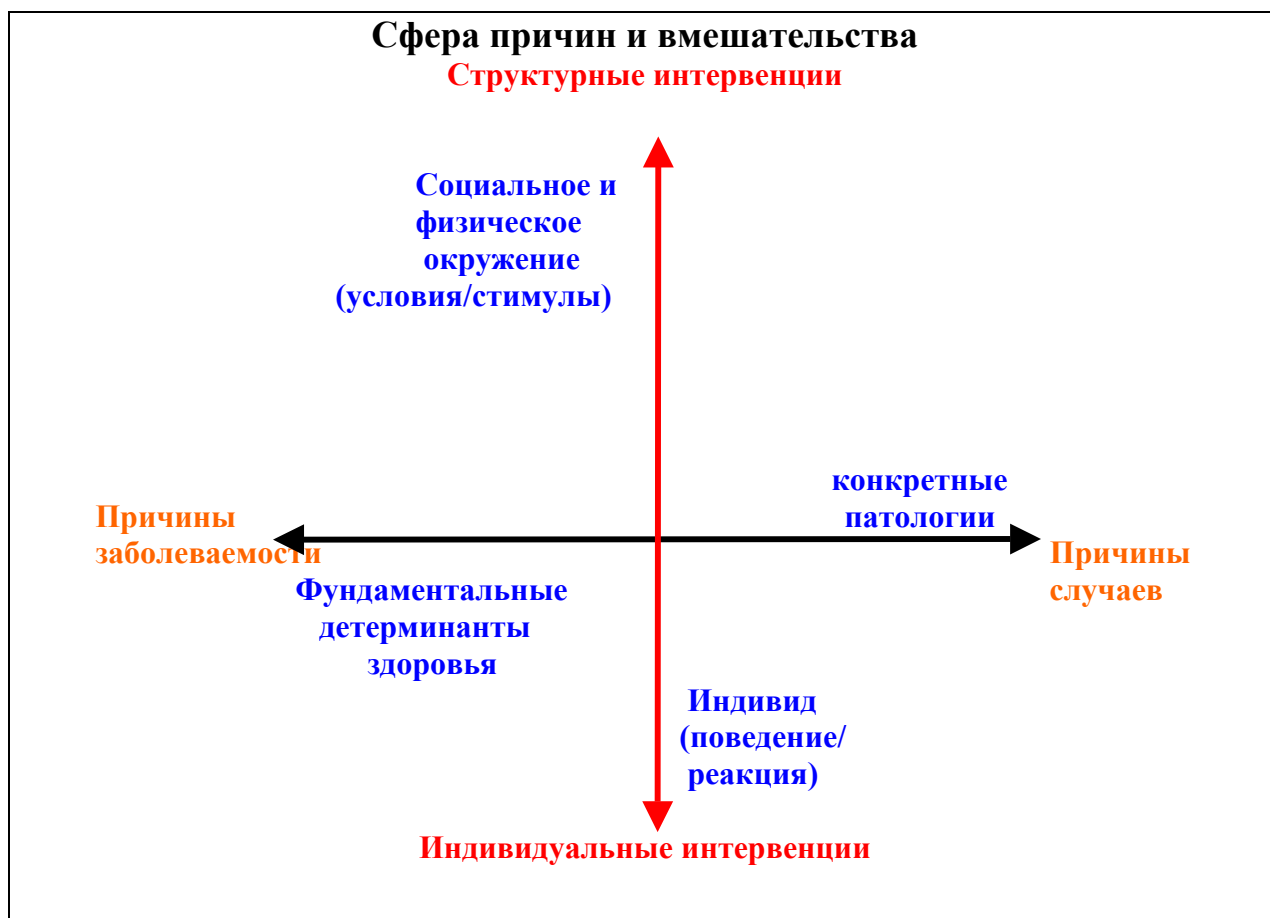 Сфера причин и вмешательства
Структурные интервенции
Социальное и
физическое
окружение
(условия/стимулы)
конкретные
патологии
Причины
заболеваемости
Причины
случаев
Фундаментальные
детерминанты
здоровья
Индивид
(поведение/
реакция)
Индивидуальные интервенции